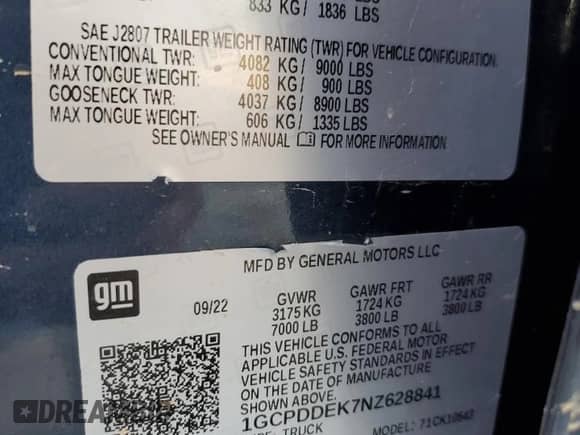 833 KG / 1836 LBS
SAE J2807 TRAILER WEIGHT RATING (TWR) FOR VEHICLE CONFIGURATION.
CONVENTIONAL TWR: 4082 KG / 9000 LBS
MAX TONGUE WEIGHT: 408 KG / 900 LBS
GOOSENECK TWR: 4037 KG / 8900 LBS
MAX TONGUE WEIGHT: 606 KG / 1335 LBS
SEE OWNER'S MANUAL FOR MORE INFORMATION
MFD BY GENERAL MOTORS LLC
gm
09/22
GVWR GAWR FRT GAWR RR
3175 KG 1724 KG 1724 KG
7000 LB 3800 LB 3800 LB
THIS VEHICLE CONFORMS TO ALL
APPLICABLE U.S. FEDERAL MOTOR
VEHICLE SAFETY STANDARDS IN EFFECT
ON THE DATE OF MANUFACTURE
SHOWN ABOVE.
1GCPDDEK7NZ628841
TYPE: TRUCK MODEL:
AUTOHELPERBOT.COM